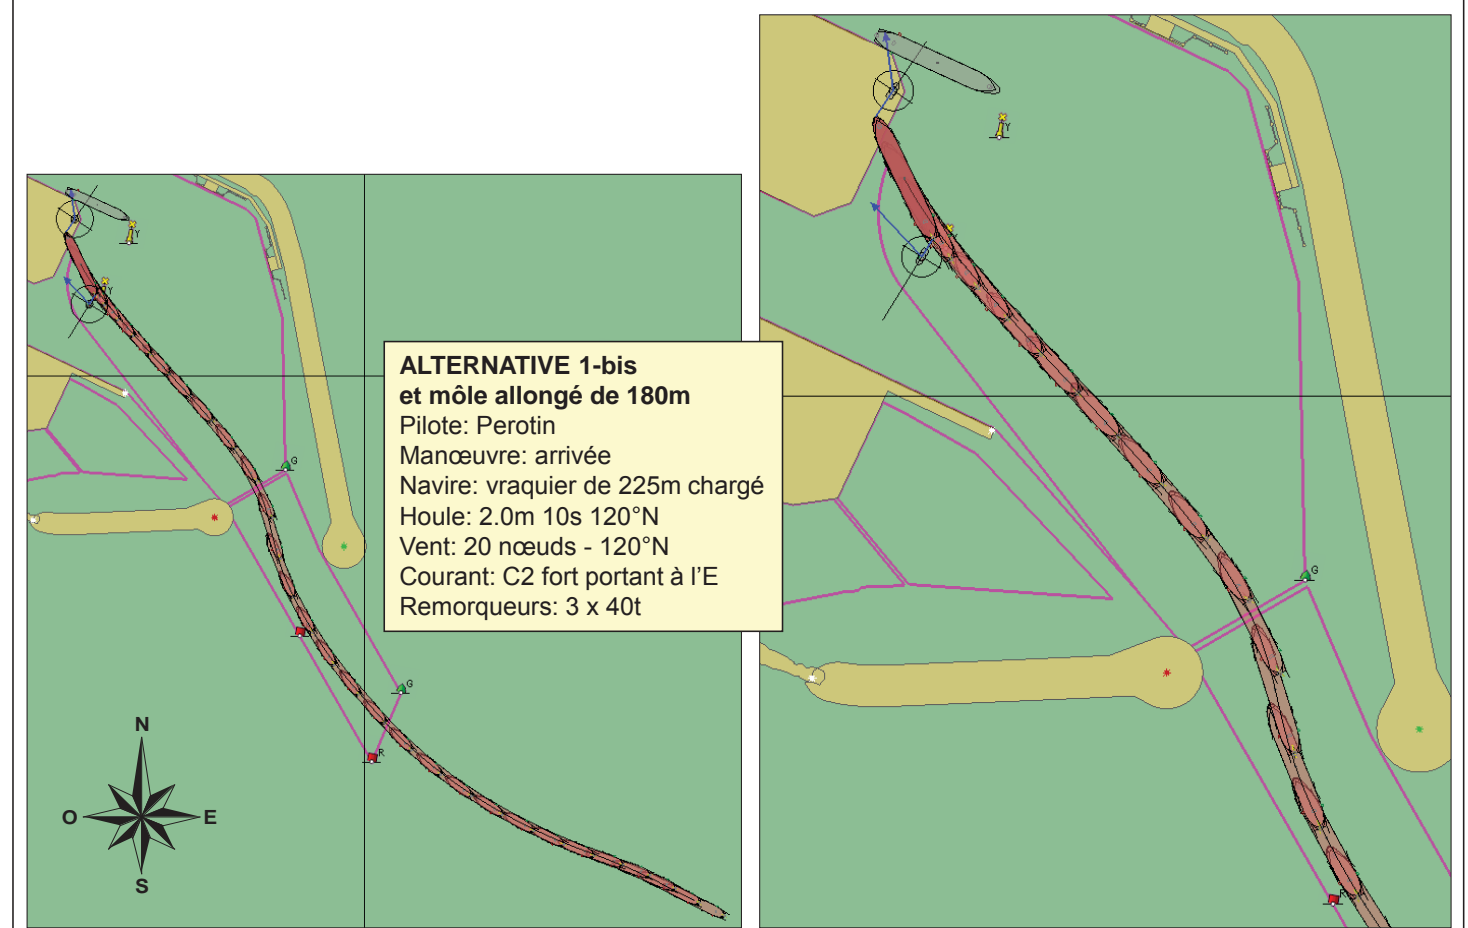 ALTERNATIVE 1-bis
et môle allongé de 180m
Pilote: Perotin
Manœuvre: arrivée
Navire: vraquier de 225m chargé
Houle: 2.0m 10s 120°N
Vent: 20 nœuds - 120°N
Courant: C2 fort portant à l'E
Remorqueurs: 3 x 40t
Y
Y
G
G
R
N
O
E
S
Y
G
R